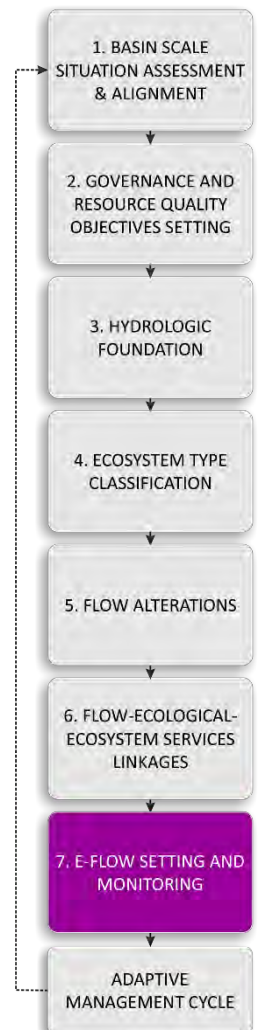 1. BASIN SCALE
SITUATION ASSESSMENT
& ALIGNMENT
2. GOVERNANCE AND
RESOURCE QUALITY
OBJECTIVES SETTING
3. HYDROLOGIC
FOUNDATION
4. ECOSYSTEM TYPE
CLASSIFICATION
5. FLOW ALTERATIONS
6. FLOW-ECOLOGICAL-
ECOSYSTEM SERVICES
LINKAGES
7. E-FLOW SETTING AND
MONITORING
ADAPTIVE
MANAGEMENT CYCLE